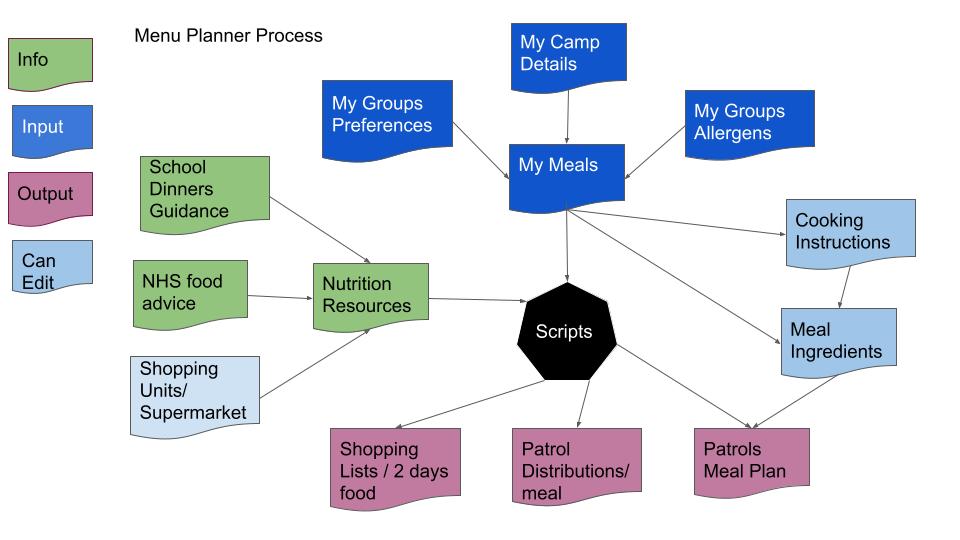 Menu Planner Process
Info
Input
Output
Can
Edit
My Camp
Details
My Groups
Preferences
My Groups
Allergens
My Meals
School
Dinners
Guidance
NHS food
advice
Shopping
Units/
Supermarket
Nutrition
Resources
Scripts
Cooking
Instructions
Meal
Ingredients
Shopping
Lists / 2 days
food
Patrol
Distributions/
meal
Patrols
Meal Plan